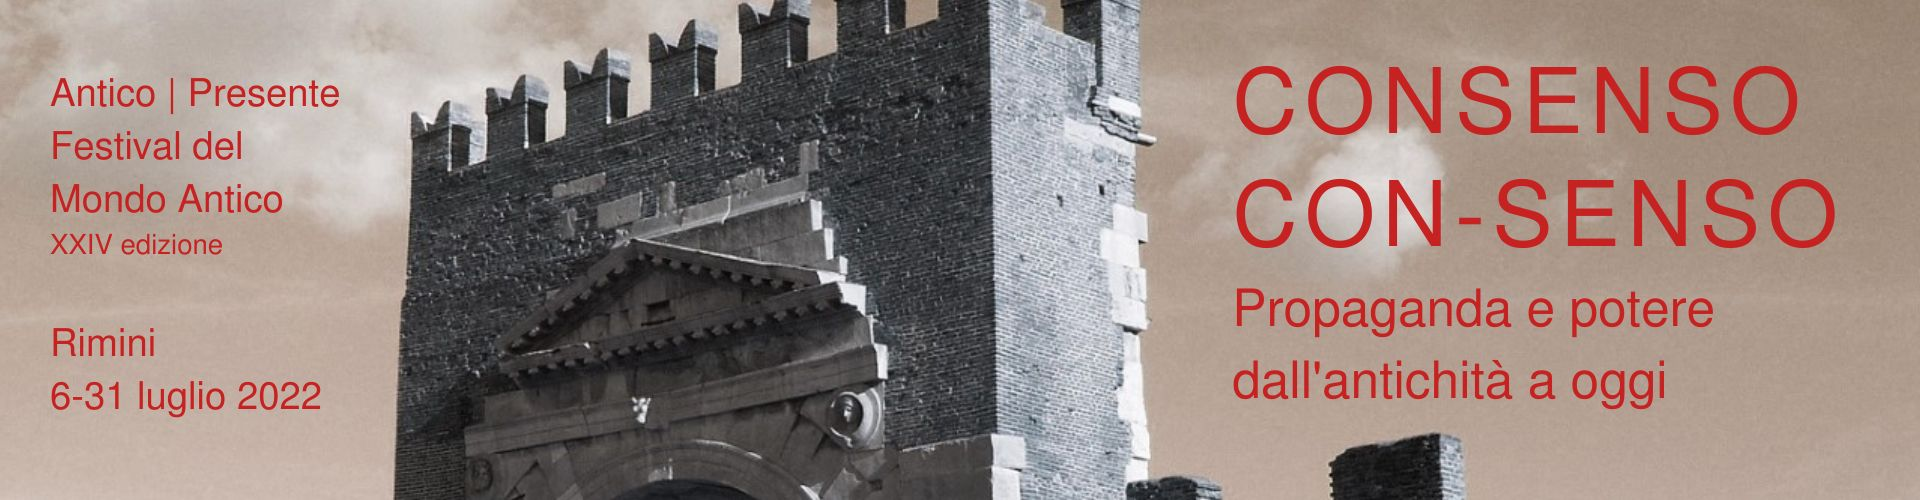 Antico | Presente
Festival del
Mondo Antico
XXIV edizione
Rimini
6-31 luglio 2022
CONSENSO
CON-SENSO
Propaganda e potere
dall'antichità a oggi